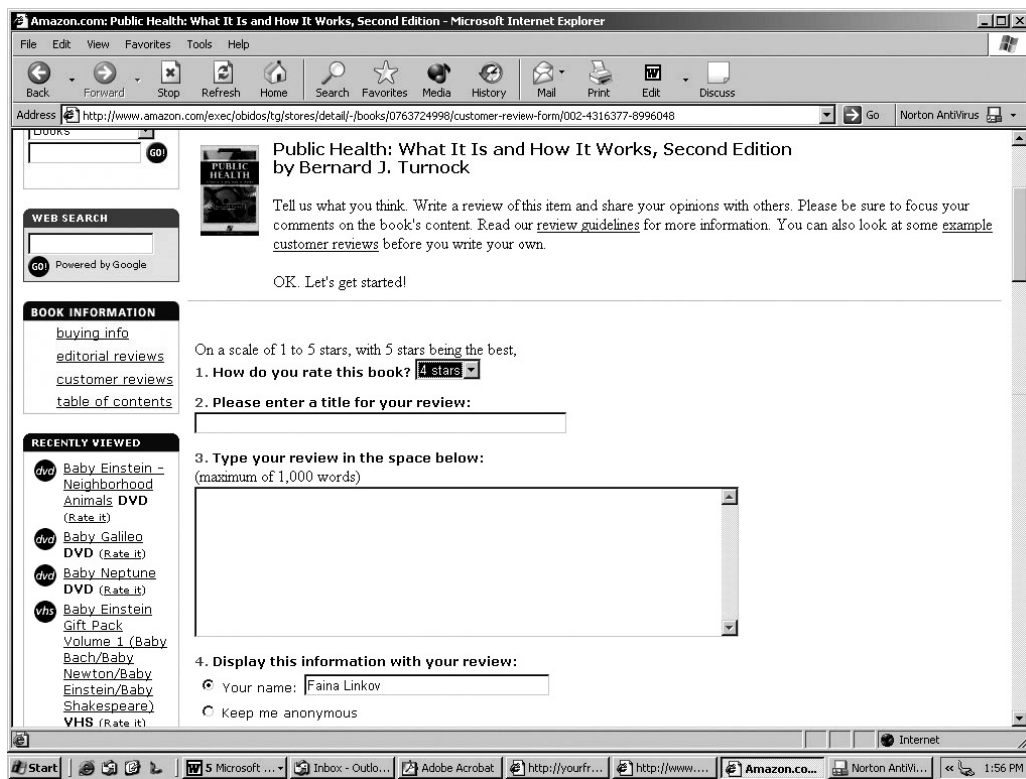 Amazon.com: Public Health: What It Is and How It Works, Second Edition - Microsoft Internet Explorer
File Edit View Favorites Tools Help
Back Forward Stop Refresh Home Search Favorites Media History Mail Print Edit Discuss
Address http://www.amazon.com/exec/obidos/tg/stores/detail/-/books/0763724998/customer-review-form/002-4316377-8996048 Go Norton AntiVirus
Books
GO!
WEB SEARCH
GO! Powered by Google
BOOK INFORMATION
buying info
editorial reviews
customer reviews
table of contents
RECENTLY VIEWED
dvd Baby Einstein –
Neighborhood
Animals DVD
(Rate it)
dvd Baby Galileo
DVD (Rate it)
dvd Baby Neptune
DVD (Rate it)
vhs Baby Einstein
Gift Pack
Volume 1 (Baby
Bach/Baby
Newton/Baby
Einstein/Baby
Shakespeare)
VHS (Rate it)
PUBLIC
HEALTH
Public Health: What It Is and How It Works, Second Edition
by Bernard J. Turnock
Tell us what you think. Write a review of this item and share your opinions with others. Please be sure to focus your
comments on the book's content. Read our review guidelines for more information. You can also look at some example
customer reviews before you write your own.
OK. Let's get started!
On a scale of 1 to 5 stars, with 5 stars being the best,
1. How do you rate this book? 4 stars
2. Please enter a title for your review:
3. Type your review in the space below:
(maximum of 1,000 words)
4. Display this information with your review:
Your name: Faina Linkov
Keep me anonymous
Internet
Start W 5 Microsoft ... Inbox - Outlo... Adobe Acrobat http://yourfr... http://www.... Amazon.co... Norton AntiVi... « 1:56 PM